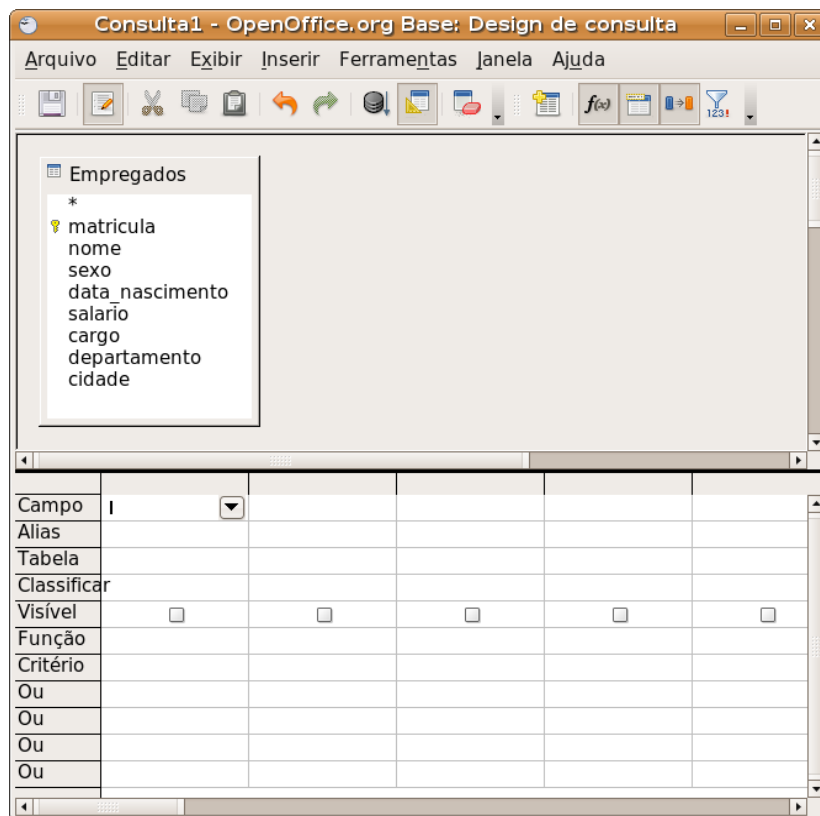 Consulta1 - OpenOffice.org Base: Design de consulta
Arquivo Editar Exibir Inserir Ferramentas Janela Ajuda
f(x)
123!
Empregados
*
matricula
nome
sexo
data_nascimento
salario
cargo
departamento
cidade
Campo
Alias
Tabela
Classificar
Visível
Função
Critério
Ou
Ou
Ou
Ou